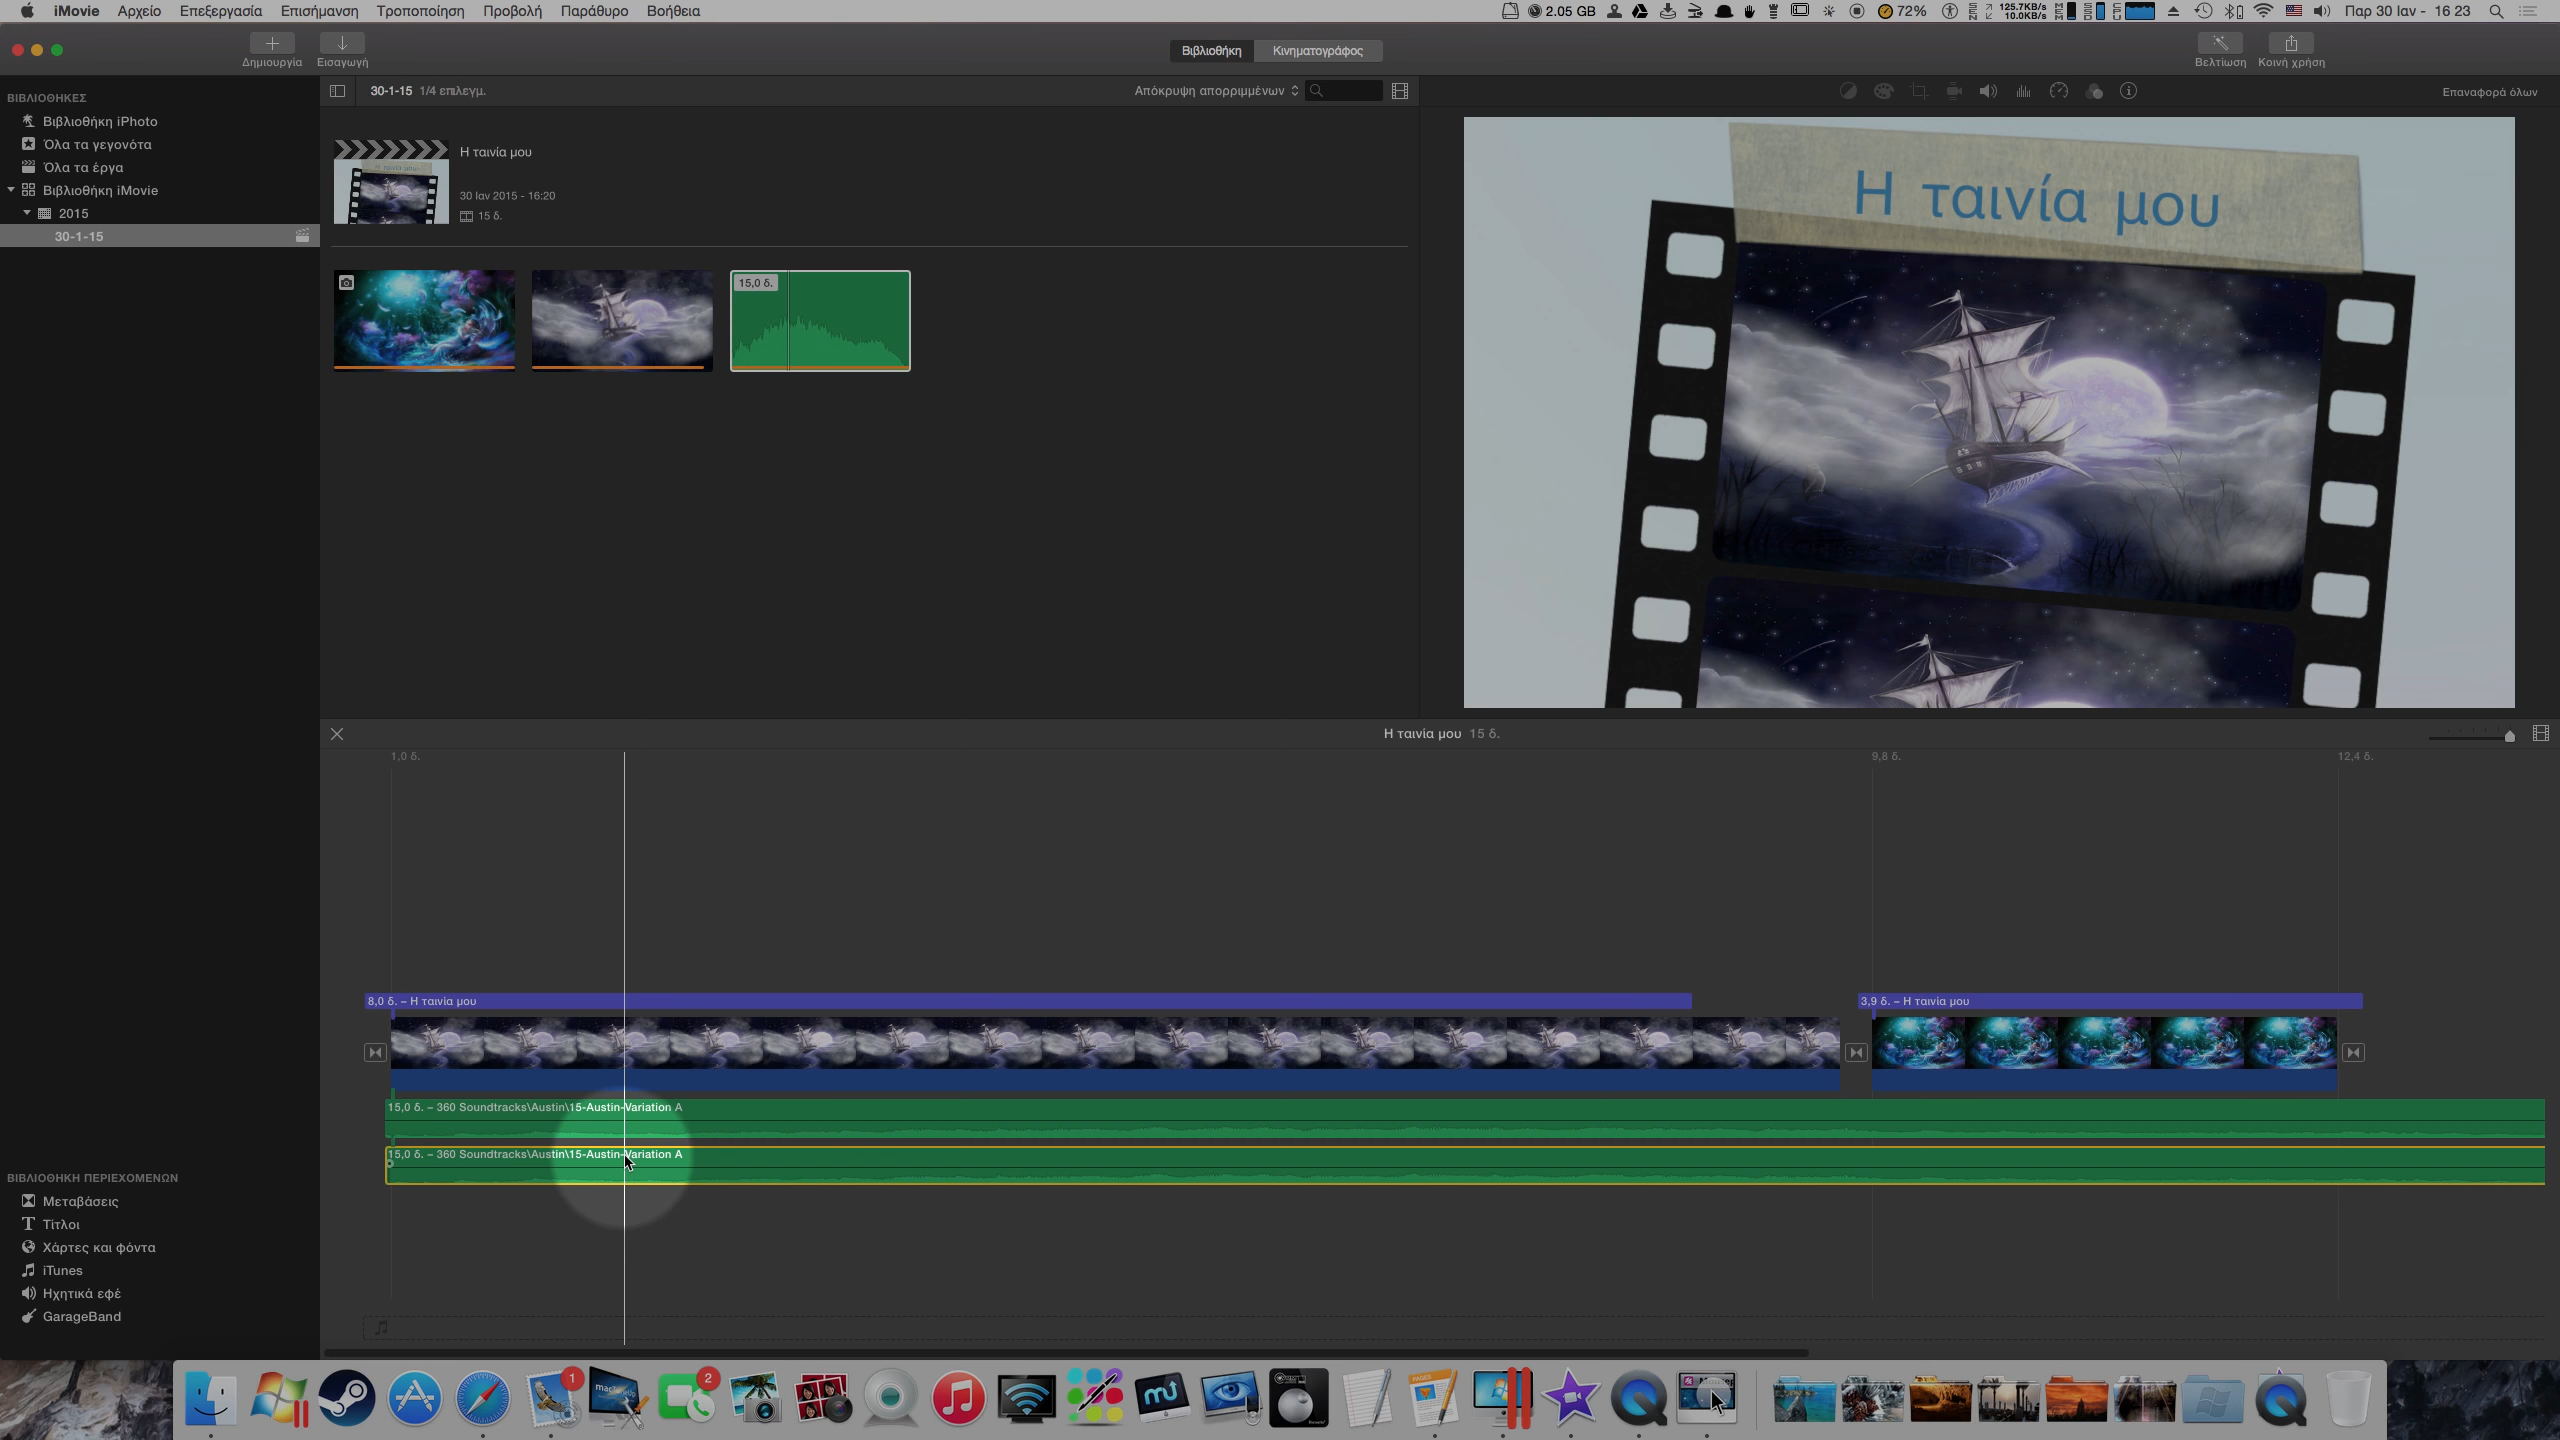 iMovie Αρχείο Επεξεργασία Επισήμανση Τροποποίηση Προβολή Παράθυρο Βοήθεια 2.05 GB 72% 125.7KB/s 10.0KB/s Παρ 30 Ιαν - 16 23
Δημιουργία Εισαγωγή Βιβλιοθήκη Κινηματογράφος Βελτίωση Κοινή χρήση
ΒΙΒΛΙΟΘΗΚΕΣ
Βιβλιοθήκη iPhoto
Όλα τα γεγονότα
Όλα τα έργα
Βιβλιοθήκη iMovie
2015
30-1-15
30-1-15 1/4 επιλεγμ. Απόκρυψη απορριμμένων
Επαναφορά όλων
Η ταινία μου
30 Ιαν 2015 - 16:20
15 δ.
15,0 δ.
Η ταινία μου
Η ταινία μου 15 δ.
1,0 δ. 9,8 δ. 12,4 δ.
8,0 δ. – Η ταινία μου 3,9 δ. – Η ταινία μου
15,0 δ. – 360 Soundtracks\Austin\15-Austin-Variation A
15,0 δ. – 360 Soundtracks\Austin\15-Austin-Variation A
ΒΙΒΛΙΟΘΗΚΗ ΠΕΡΙΕΧΟΜΕΝΩΝ
Μεταβάσεις
Τίτλοι
Χάρτες και φόντα
iTunes
Ηχητικά εφέ
GarageBand
1 2